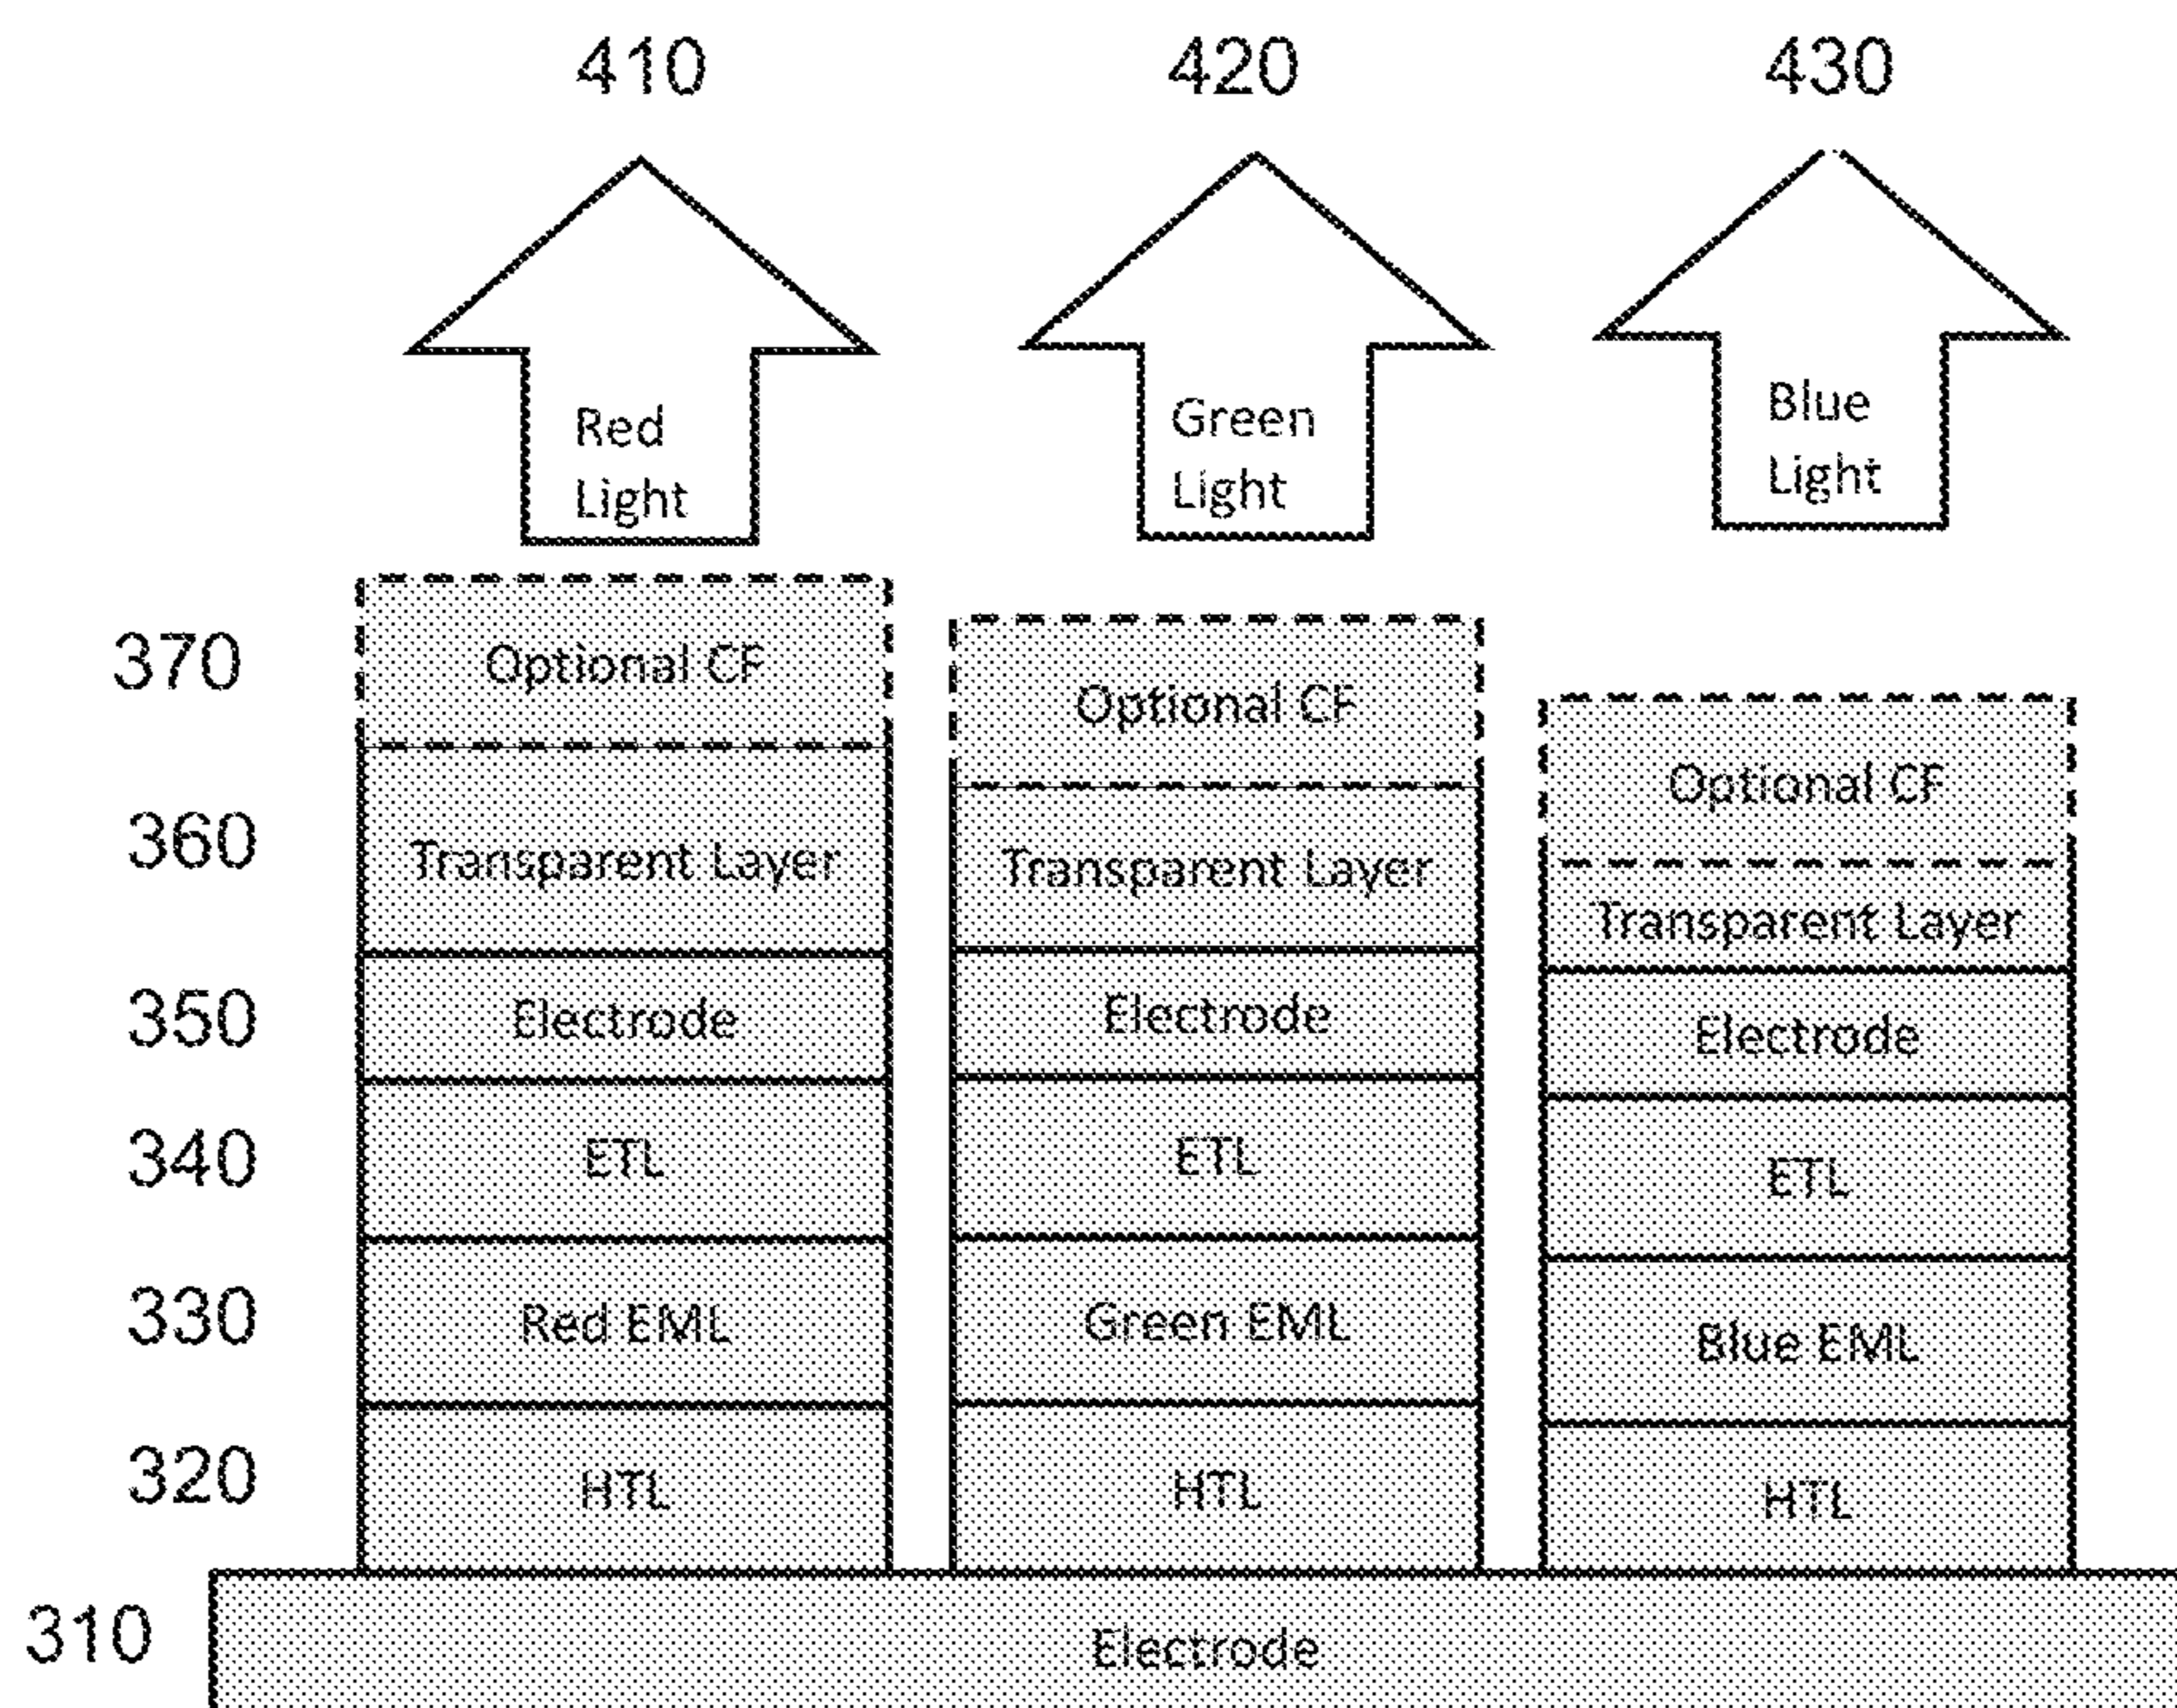 410 420 430
Red
Light
Green
Light
Blue
Light
370 Optional CF Optional CF Optional CF
360 Transparent Layer Transparent Layer Transparent Layer
350 Electrode Electrode Electrode
340 ETL ETL ETL
330 Red EML Green EML Blue EML
320 HTL HTL HTL
310 Electrode